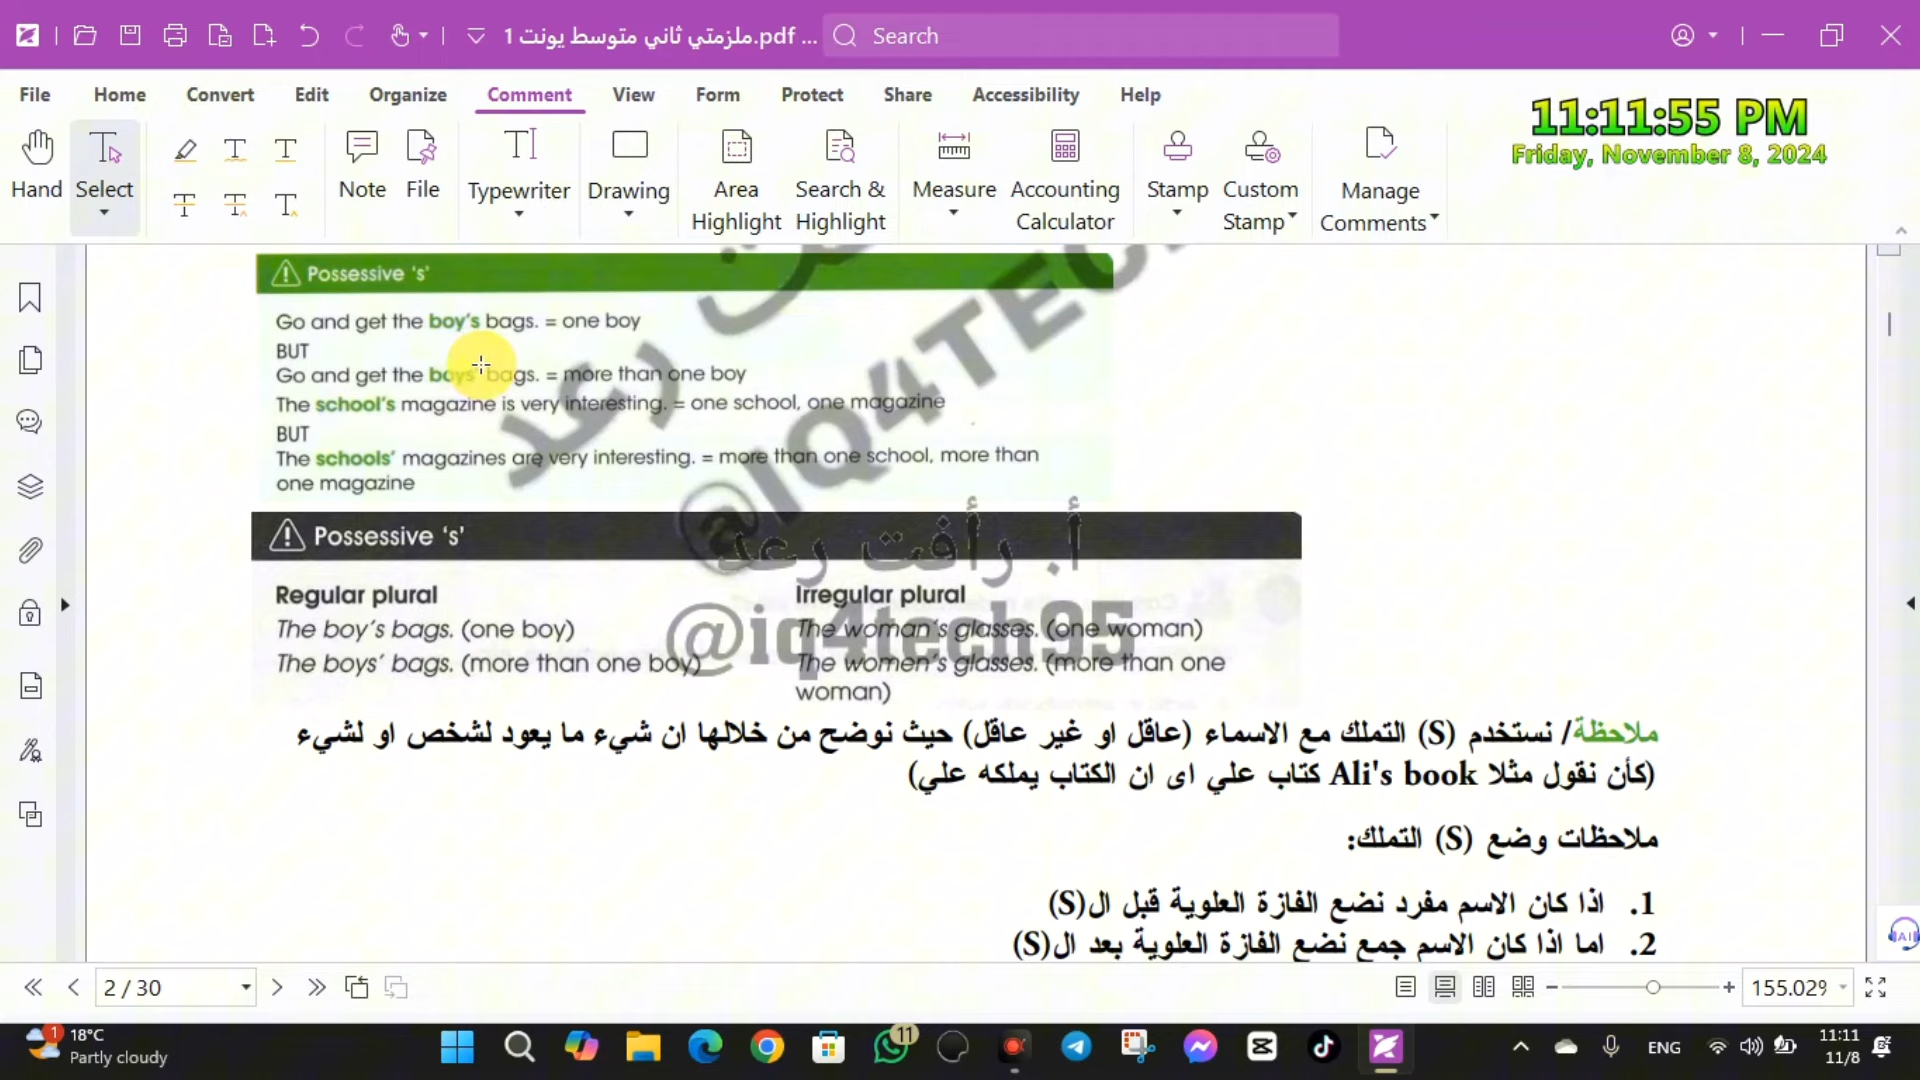 ملزمتي ثاني متوسط يونت 1.pdf ...
Search
File Home Convert Edit Organize Comment View Form Protect Share Accessibility Help
11:11:55 PM
Friday, November 8, 2024
Hand Select Note File Typewriter Drawing Area Highlight Search & Highlight Measure Accounting Calculator Stamp Custom Stamp Manage Comments
Possessive ‘s’
Go and get the boy’s bags. = one boy
BUT
Go and get the boys’ bags. = more than one boy
The school’s magazine is very interesting. = one school, one magazine
BUT
The schools’ magazines are very interesting. = more than one school, more than
one magazine
رعد
@IQ4TECH
Possessive ‘s’
أ. رأفت رعد
@iq4tech95
Regular plural
The boy’s bags. (one boy)
The boys’ bags. (more than one boy)
Irregular plural
The woman’s glasses. (one woman)
The women’s glasses. (more than one
woman)
ملاحظة/ نستخدم (S) التملك مع الاسماء (عاقل او غير عاقل) حيث نوضح من خلالها ان شيء ما يعود لشخص او لشيء
(كأن نقول مثلا Ali's book كتاب علي اى ان الكتاب يملكه علي)
ملاحظات وضع (S) التملك:
1. اذا كان الاسم مفرد نضع الفازة العلوية قبل ال(S)
2. اما اذا كان الاسم جمع نضع الفازة العلوية بعد ال(S)
AI
2 / 30
155.029
1
18°C
Partly cloudy
11
ENG
11:11
11/8